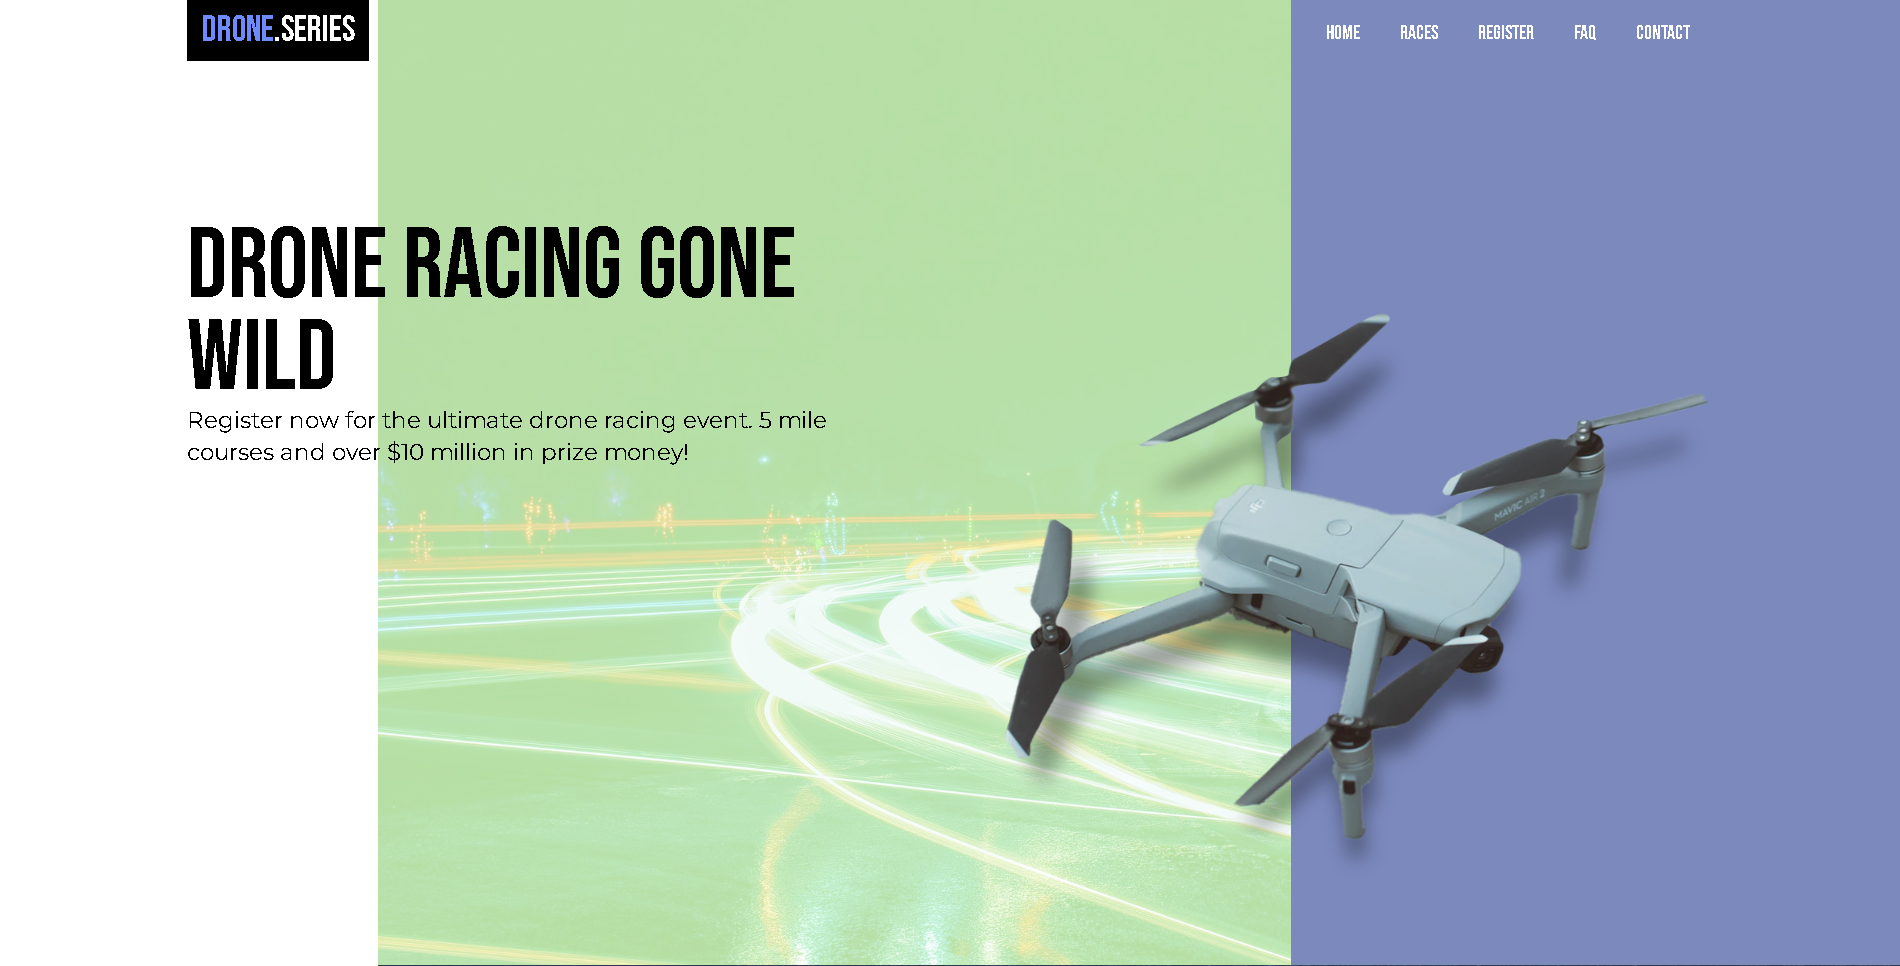 DRONE.SERIES
HOME RACES REGISTER FAQ CONTACT
DRONE RACING GONE
WILD
Register now for the ultimate drone racing event. 5 mile
courses and over $10 million in prize money!
MAVIC AIR 2